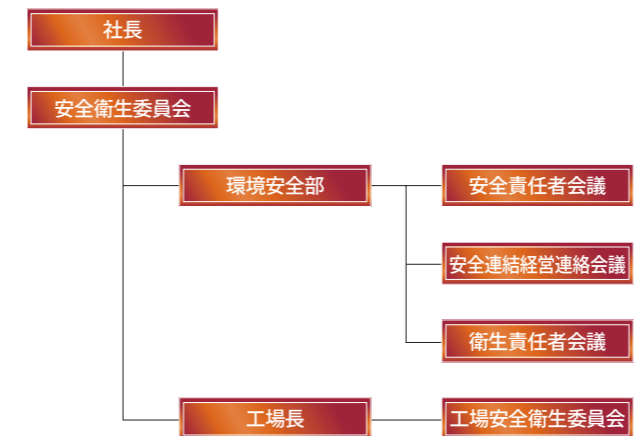 社長
安全衛生委員会
環境安全部
安全責任者会議
安全連結経営連絡会議
衛生責任者会議
工場長
工場安全衛生委員会